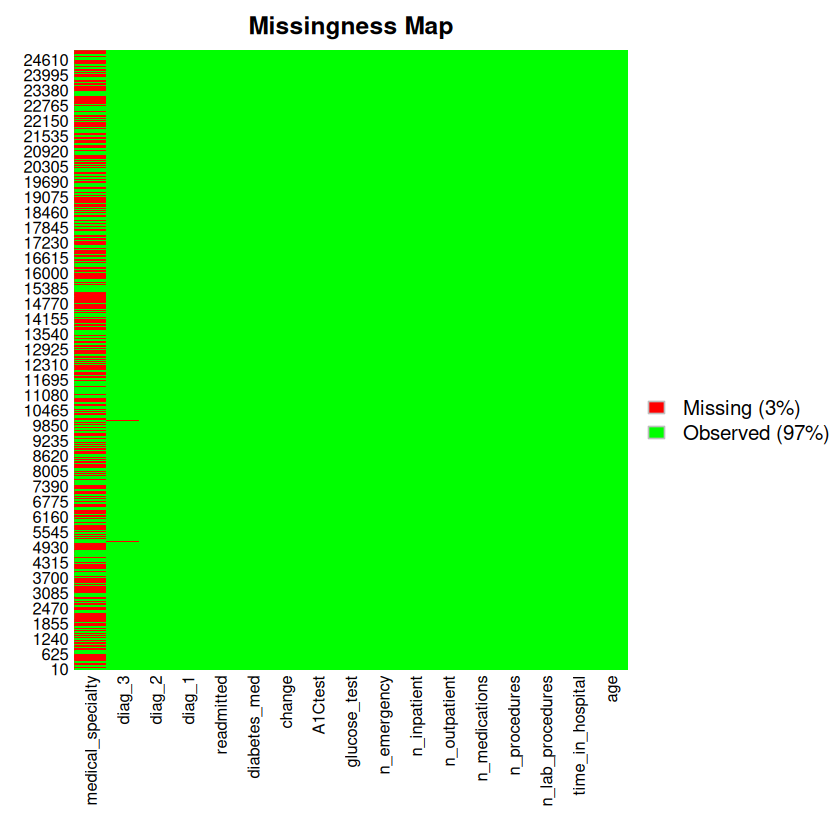 Missingness Map
24610
23995
23380
22765
22150
21535
20920
20305
19690
19075
18460
17845
17230
16615
16000
15385
14770
14155
13540
12925
12310
11695
11080
10465
9850
9235
8620
8005
7390
6775
6160
5545
4930
4315
3700
3085
2470
1855
1240
625
10
medical_specialty
diag_3
diag_2
diag_1
readmitted
diabetes_med
change
A1Ctest
glucose_test
n_emergency
n_inpatient
n_outpatient
n_medications
n_procedures
n_lab_procedures
time_in_hospital
age
Missing (3%)
Observed (97%)